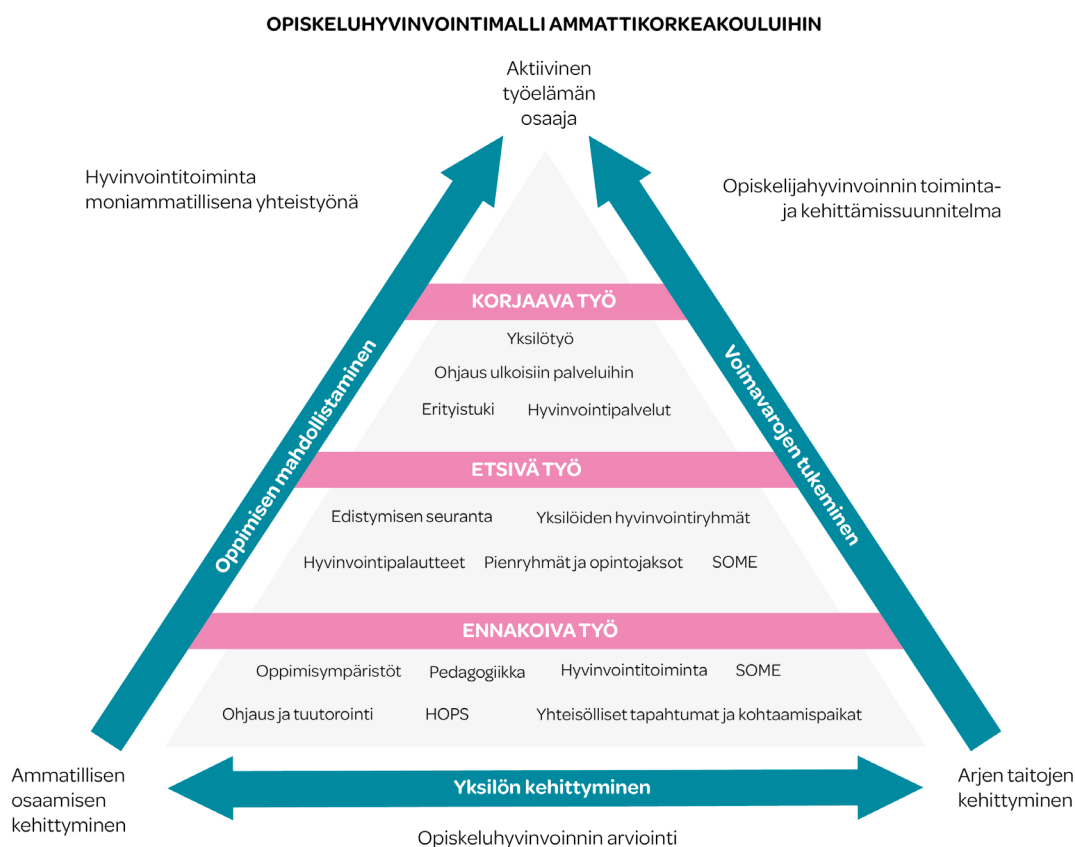 OPISKELUHYVINVOINTIMALLI AMMATTIKORKEAKOULUIHIN
Aktiivinen
työelämän
osaaja
Hyvinvointitoiminta
moniammatillisena yhteistyönä
Opiskelijahyvinvoinnin toiminta-
ja kehittämissuunnitelma
Oppimisen mahdollistaminen
Voimavarojen tukeminen
KORJAAVA TYÖ
Yksilötyö
Ohjaus ulkoisiin palveluihin
Erityistuki Hyvinvointipalvelut
ETSIVÄ TYÖ
Edistymisen seuranta Yksilöiden hyvinvointiryhmät
Hyvinvointipalautteet Pienryhmät ja opintojaksot SOME
ENNAKOIVA TYÖ
Oppimisympäristöt Pedagogiikka Hyvinvointitoiminta SOME
Ohjaus ja tuutorointi HOPS Yhteisölliset tapahtumat ja kohtaamispaikat
Ammatillisen
osaamisen
kehittyminen
Yksilön kehittyminen
Arjen taitojen
kehittyminen
Opiskeluhyvinvoinnin arviointi